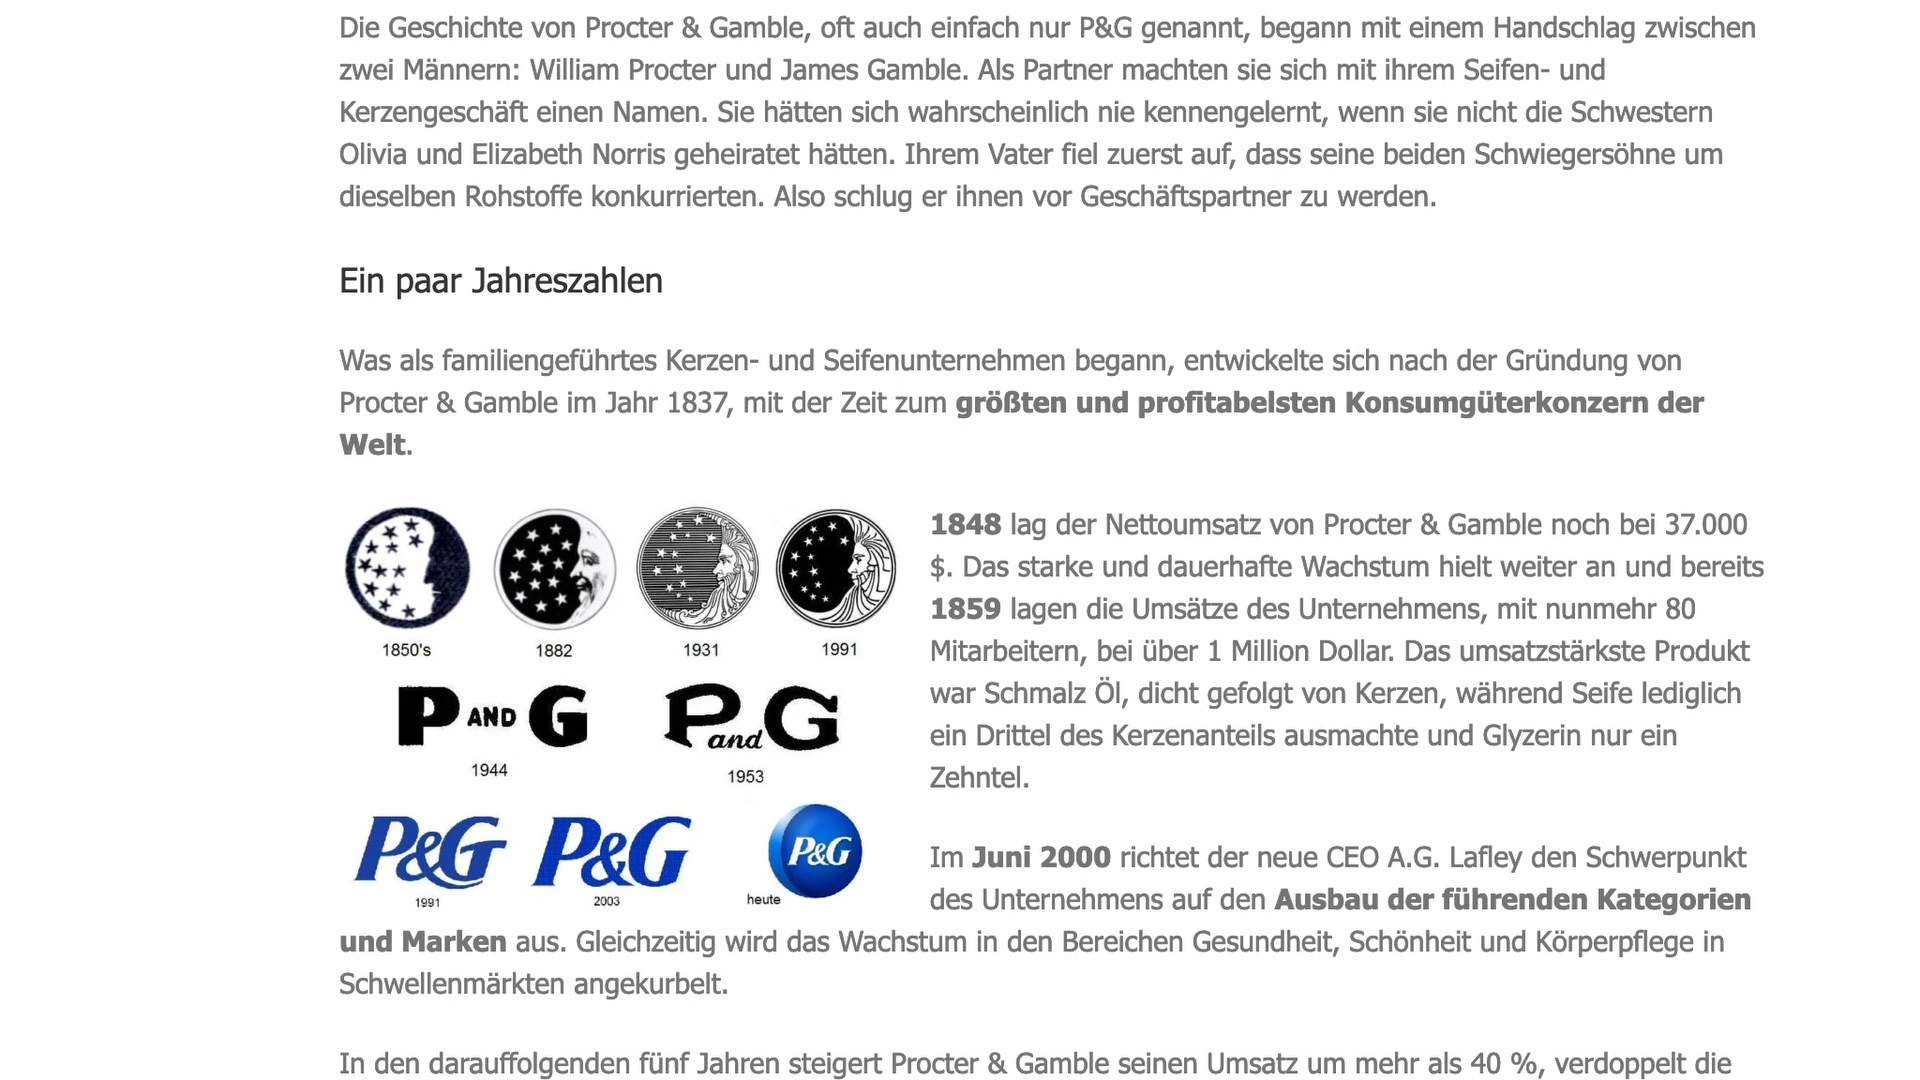 Die Geschichte von Procter & Gamble, oft auch einfach nur P&G genannt, begann mit einem Handschlag zwischen
zwei Männern: William Procter und James Gamble. Als Partner machten sie sich mit ihrem Seifen- und
Kerzengeschäft einen Namen. Sie hätten sich wahrscheinlich nie kennengelernt, wenn sie nicht die Schwestern
Olivia und Elizabeth Norris geheiratet hätten. Ihrem Vater fiel zuerst auf, dass seine beiden Schwiegersöhne um
dieselben Rohstoffe konkurrierten. Also schlug er ihnen vor Geschäftspartner zu werden.
Ein paar Jahreszahlen
Was als familiengeführtes Kerzen- und Seifenunternehmen begann, entwickelte sich nach der Gründung von
Procter & Gamble im Jahr 1837, mit der Zeit zum größten und profitabelsten Konsumgüterkonzern der
Welt.
1850's 1882 1931 1991
P AND G P and G
1944 1953
P&G P&G P&G
1991 2003 heute
1848 lag der Nettoumsatz von Procter & Gamble noch bei 37.000
$. Das starke und dauerhafte Wachstum hielt weiter an und bereits
1859 lagen die Umsätze des Unternehmens, mit nunmehr 80
Mitarbeitern, bei über 1 Million Dollar. Das umsatzstärkste Produkt
war Schmalz Öl, dicht gefolgt von Kerzen, während Seife lediglich
ein Drittel des Kerzenanteils ausmachte und Glyzerin nur ein
Zehntel.
Im Juni 2000 richtet der neue CEO A.G. Lafley den Schwerpunkt
des Unternehmens auf den Ausbau der führenden Kategorien
und Marken aus. Gleichzeitig wird das Wachstum in den Bereichen Gesundheit, Schönheit und Körperpflege in
Schwellenmärkten angekurbelt.
In den darauffolgenden fünf Jahren steigert Procter & Gamble seinen Umsatz um mehr als 40 %, verdoppelt die